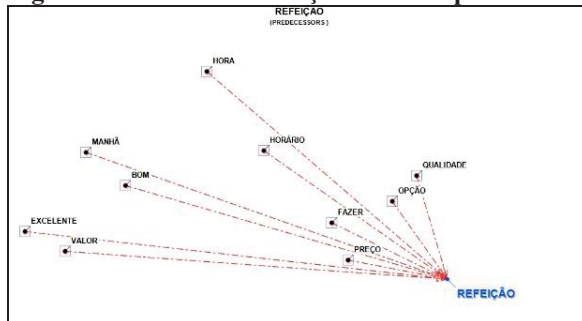 REFEIÇÃO
(PREDECESSORS )
HORA
MANHÃ
HORÁRIO
BOM
QUALIDADE
OPÇÃO
FAZER
EXCELENTE
VALOR
PREÇO
REFEIÇÃO